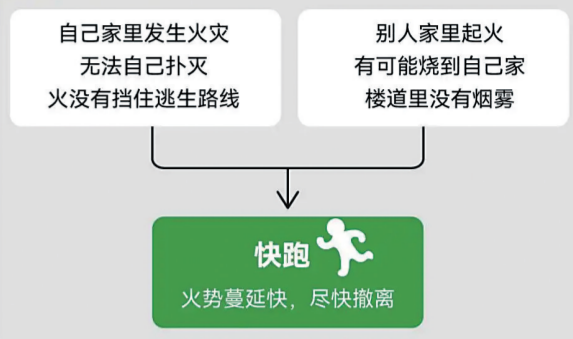 自己家里发生火灾
无法自己扑灭
火没有挡住逃生路线
别人家里起火
有可能烧到自己家
楼道里没有烟雾
快跑
火势蔓延快，尽快撤离